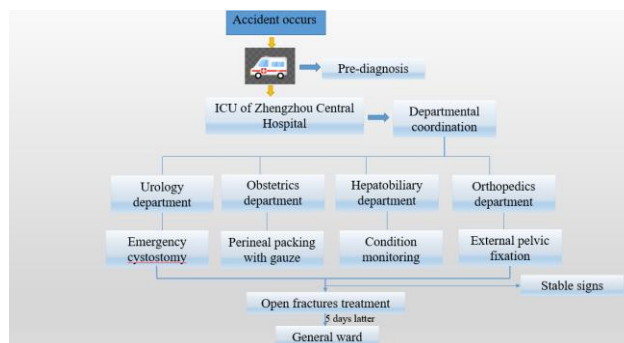 Accident occurs
Pre-diagnosis
ICU of Zhengzhou Central
Hospital
Departmental
coordination
Urology
department
Obstetrics
department
Hepatobiliary
department
Orthopedics
department
Emergency
cystostomy
Perineal packing
with gauze
Condition
monitoring
External pelvic
fixation
Stable signs
Open fractures treatment
5 days latter
General ward